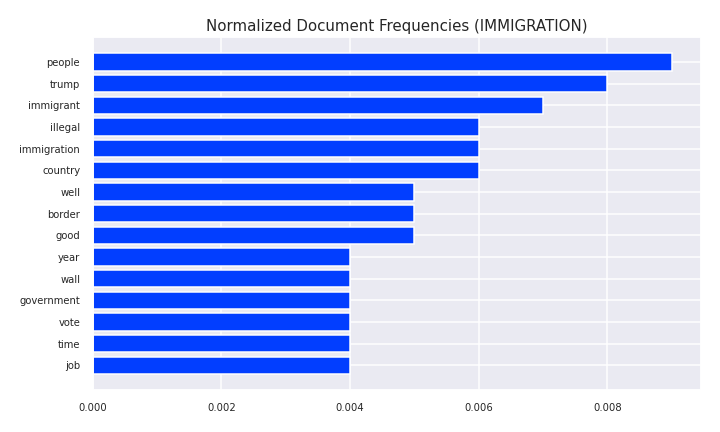 Normalized Document Frequencies (IMMIGRATION)
people
trump
immigrant
illegal
immigration
country
well
border
good
year
wall
government
vote
time
job
0.000 0.002 0.004 0.006 0.008